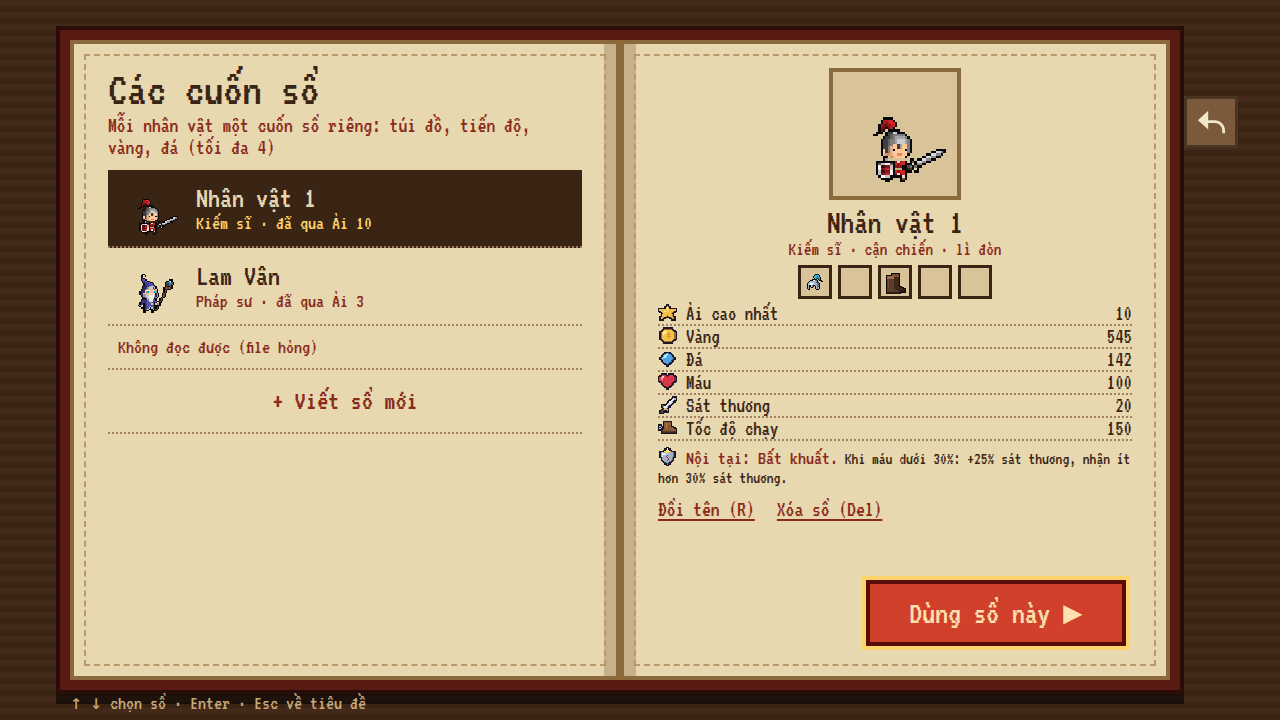 Các cuốn sổ
Mỗi nhân vật một cuốn sổ riêng: túi đồ, tiến độ,
vàng, đá (tối đa 4)
Nhân vật 1
Kiếm sĩ · đã qua Ải 10
Lam Vân
Pháp sư · đã qua Ải 3
Không đọc được (file hỏng)
+ Viết sổ mới
Nhân vật 1
Kiếm sĩ · cận chiến · lì đòn
Ải cao nhất 10
Vàng 545
Đá 142
Máu 100
Sát thương 20
Tốc độ chạy 150
Nội tại: Bất khuất. Khi máu dưới 30%: +25% sát thương, nhận ít
hơn 30% sát thương.
Đổi tên (R) Xóa sổ (Del)
Dùng sổ này ▶
↑ ↓ chọn sổ · Enter · Esc về tiêu đề